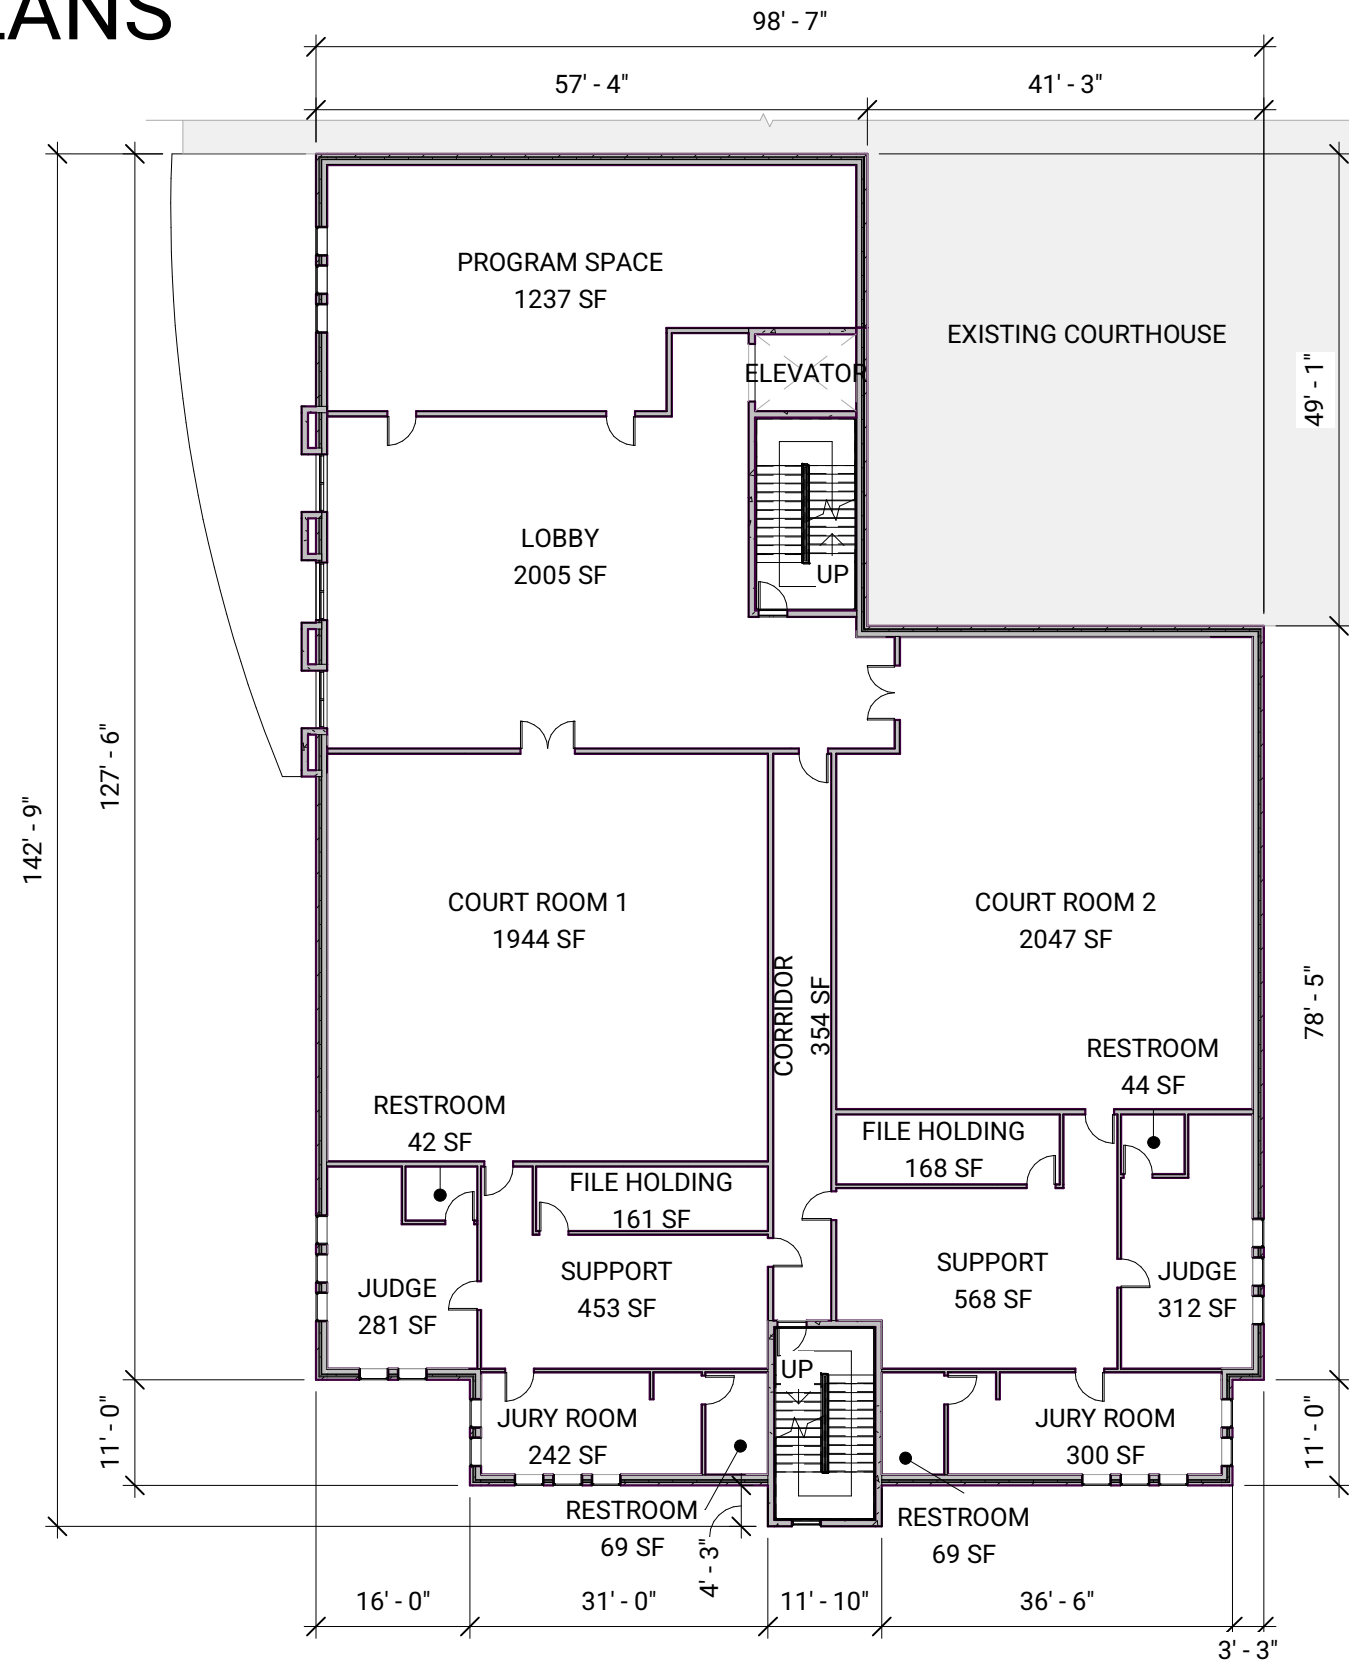 LANS
98' - 7"
57' - 4"
41' - 3"
PROGRAM SPACE
1237 SF
EXISTING COURTHOUSE
ELEVATOR
49' - 1"
LOBBY
2005 SF
UP
127' - 6"
142' - 9"
COURT ROOM 1
1944 SF
CORRIDOR
354 SF
COURT ROOM 2
2047 SF
78' - 5"
RESTROOM
44 SF
RESTROOM
42 SF
FILE HOLDING
168 SF
FILE HOLDING
161 SF
JUDGE
281 SF
SUPPORT
453 SF
SUPPORT
568 SF
JUDGE
312 SF
UP
11' - 0"
JURY ROOM
242 SF
JURY ROOM
300 SF
11' - 0"
RESTROOM
69 SF
4' - 3"
RESTROOM
69 SF
16' - 0"
31' - 0"
11' - 10"
36' - 6"
3' - 3"